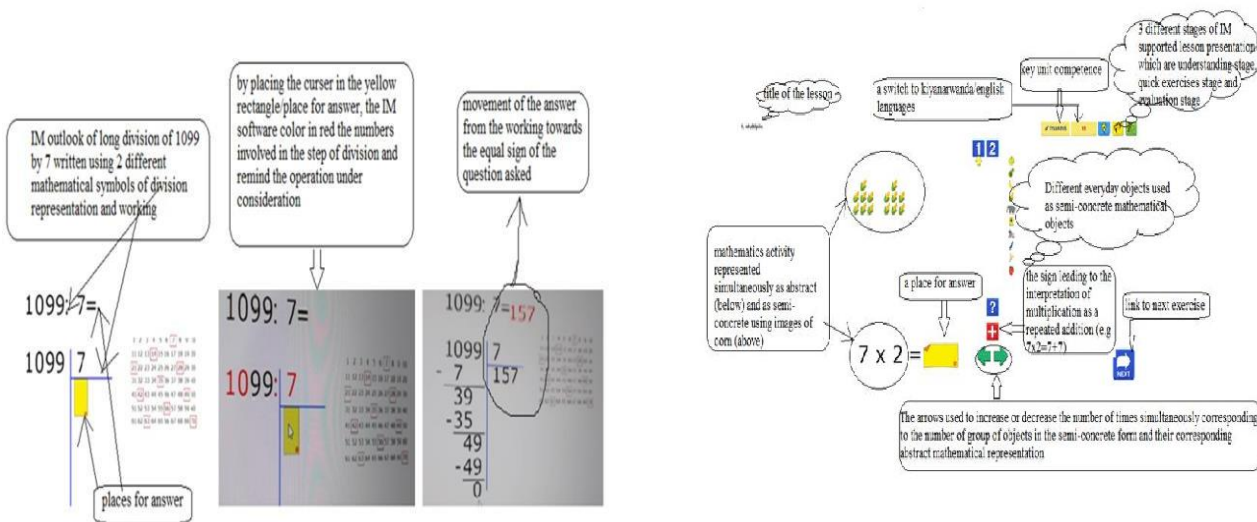 IM outlook of long division of 1099
by 7 written using 2 different
mathematical symbols of division
representation and working
by placing the curser in the yellow
rectangle/place for answer, the IM
software color in red the numbers
involved in the step of division and
remind the operation under
consideration
movement of the answer
from the working towards
the equal sign of the
question asked
1099: 7=
1099 7
places for answer
1099: 7=
1099: 7
1099: 7=157
1099 7
- 7 157
39
-35
49
-49
0
title of the lesson
a switch to kiyanarwanda/english
languages
key unit competence
3 different stages of IM
supported lesson presentation
which are understanding stage,
quick exercises stage and
evaluation stage
1 2
Different everyday objects used
as semi-concrete mathematical
objects
mathematics activity
represented
simultaneously as abstract
(below) and as semi-
concrete using images of
corn (above)
a place for answer
the sign leading to the
interpretation of
multiplication as a
repeated addition (e.g
7x2=7+7)
link to next exercise
?
+
7 x 2 =
NEXT
The arrows used to increase or decrease the number of times simultaneously corresponding
to the number of group of objects in the semi-concrete form and their corresponding
abstract mathematical representation